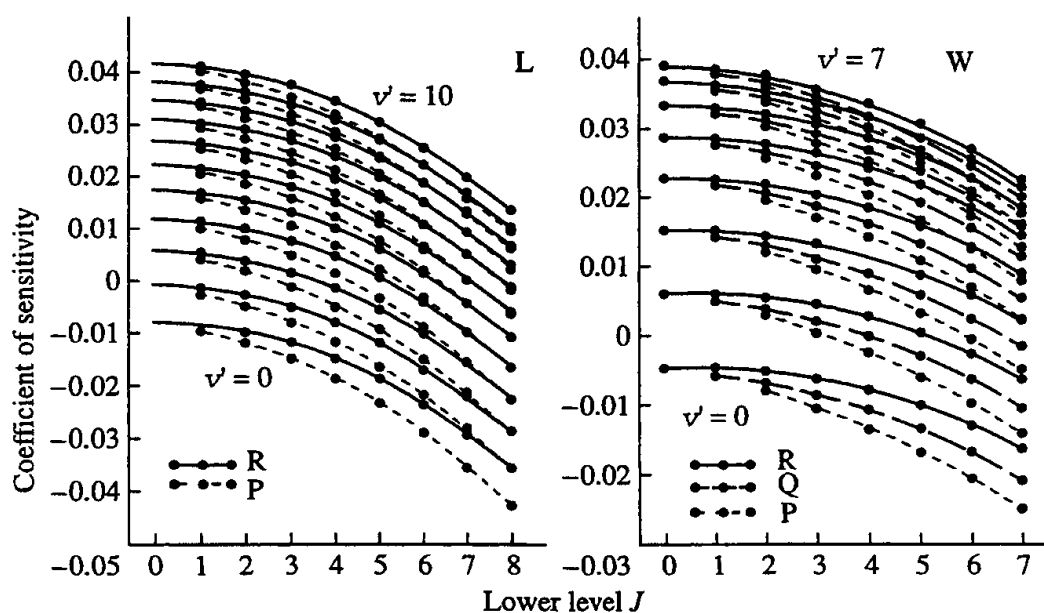 Coefficient of sensitivity
0.04
0.03
0.02
0.01
0
−0.01
−0.02
−0.03
−0.04
−0.05
L
v' = 10
v' = 0
R
P
0 1 2 3 4 5 6 7 8
0.04
0.03
0.02
0.01
0
−0.01
−0.02
−0.03
v' = 7
W
v' = 0
R
Q
P
0 1 2 3 4 5 6 7
Lower level J